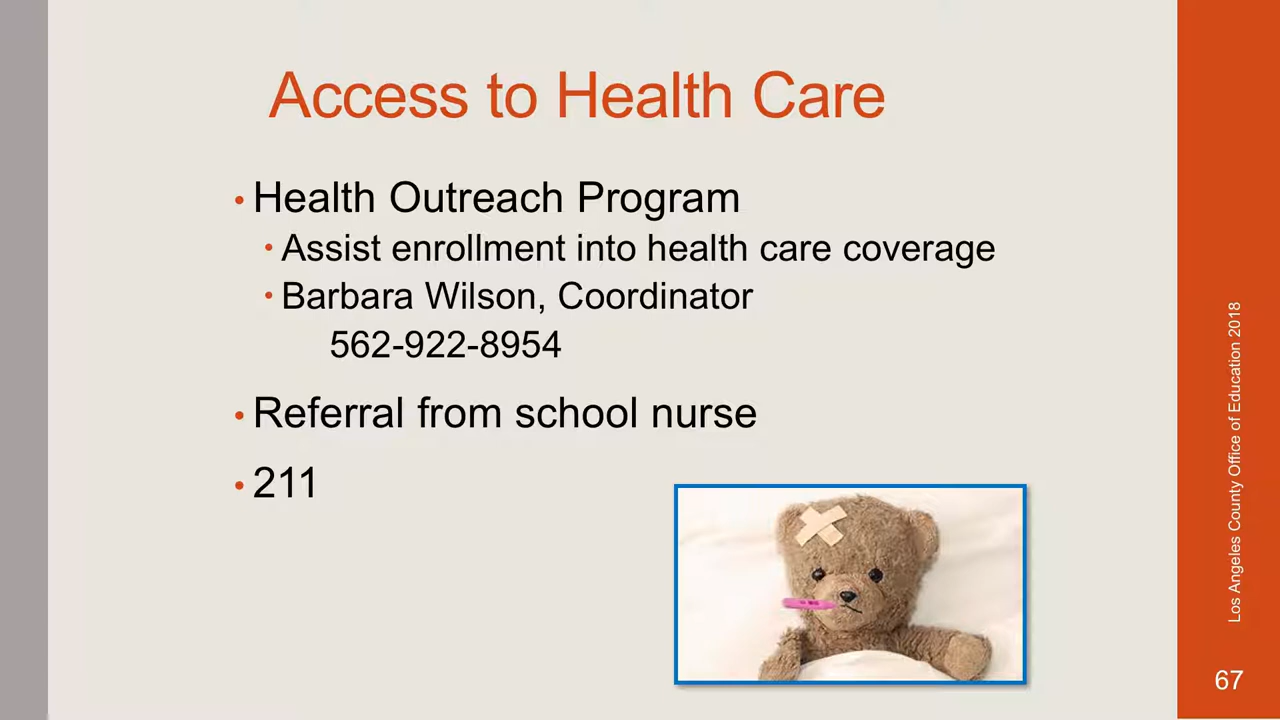 Access to Health Care
• Health Outreach Program
• Assist enrollment into health care coverage
• Barbara Wilson, Coordinator
562-922-8954
• Referral from school nurse
• 211
Los Angeles County Office of Education 2018
67